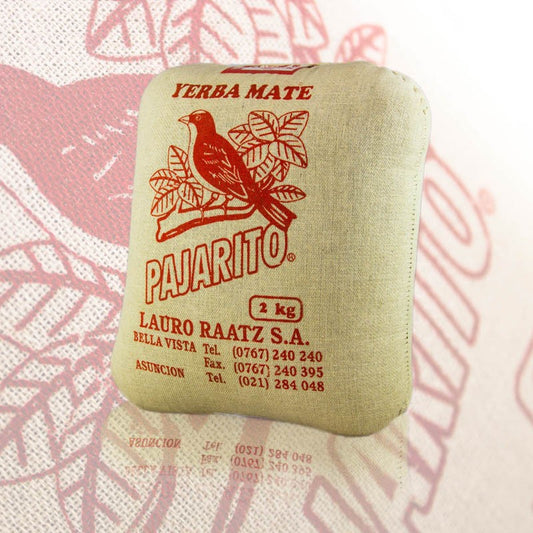 YERBA MATE
PAJARITO®
2 kg
LAURO RAATZ S.A.
BELLA VISTA Tel. (0767) 240 240
Fax. (0767) 240 395
ASUNCION Tel. (021) 284 048